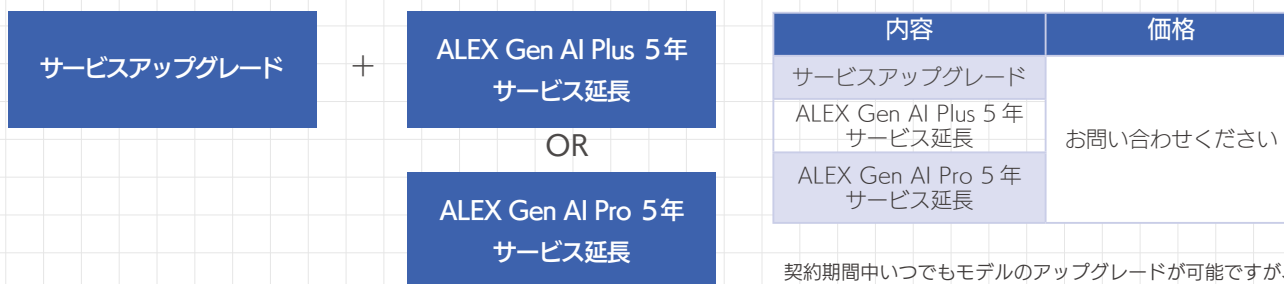 サービスアップグレード
+
ALEX Gen AI Plus 5年
サービス延長
OR
ALEX Gen AI Pro 5年
サービス延長
内容
価格
サービスアップグレード
ALEX Gen AI Plus 5年
サービス延長
ALEX Gen AI Pro 5年
サービス延長
お問い合わせください
契約期間中いつでもモデルのアップグレードが可能ですが、